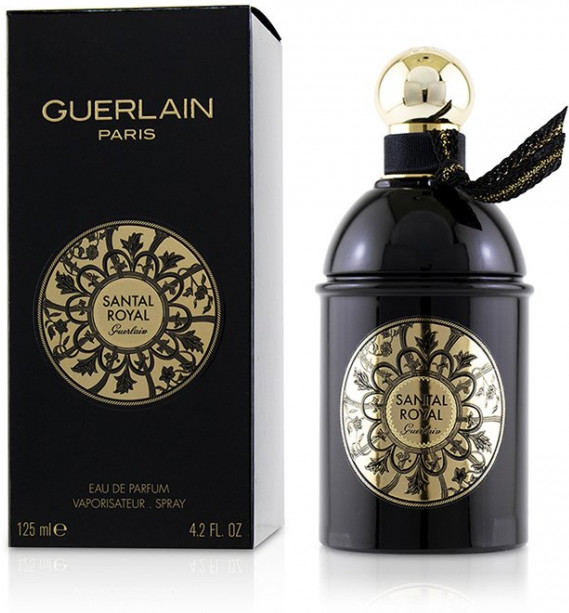 GUERLAIN
PARIS
SANTAL
ROYAL
Guerlain
EAU DE PARFUM
VAPORISATEUR . SPRAY
125 ml e 4.2 FL. OZ
SANTAL
ROYAL
Guerlain